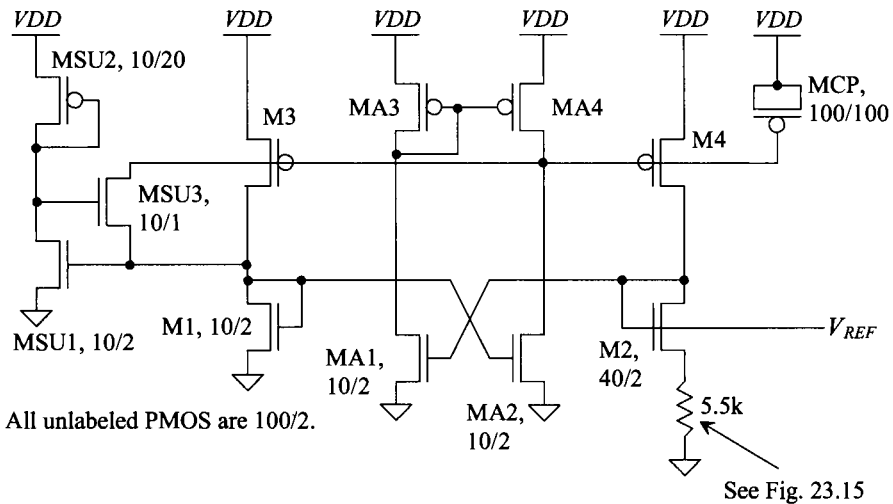 VDD
VDD
VDD
VDD
VDD
VDD
MSU2, 10/20
M3
MA3
MA4
M4
MCP,
100/100
MSU3,
10/1
MSU1, 10/2
M1, 10/2
MA1,
10/2
MA2,
10/2
M2,
40/2
VREF
5.5k
All unlabeled PMOS are 100/2.
See Fig. 23.15